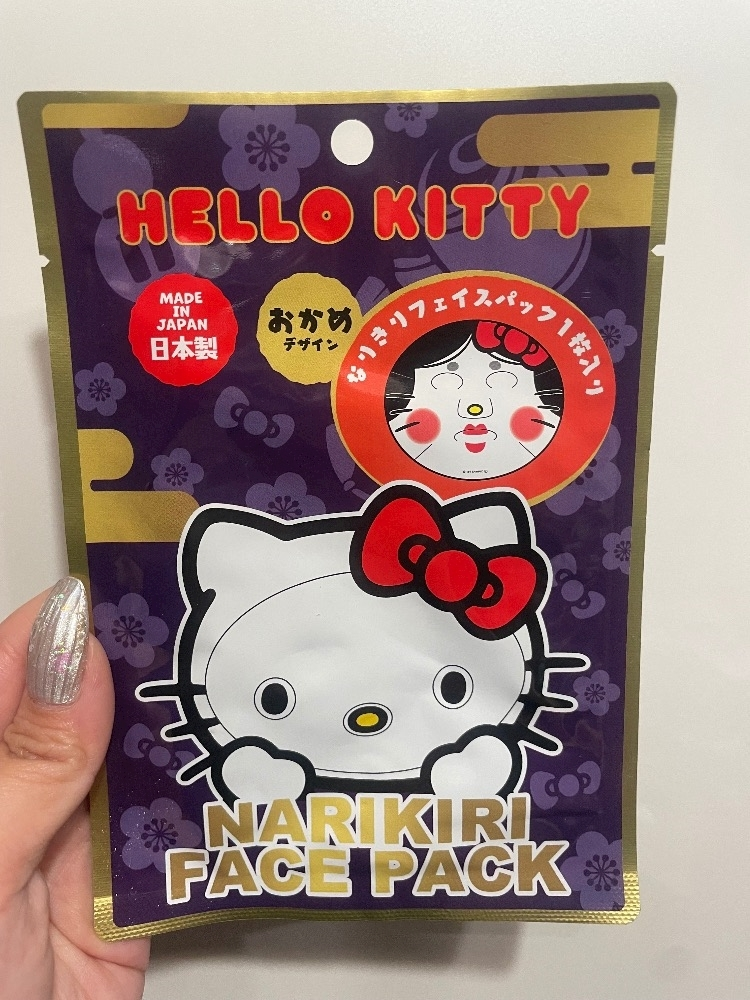 HELLO KITTY
MADE
IN
JAPAN
日本製
おかめ
デザイン
なりきりフェイスパック1枚入り
NARIKIRI
FACE PACK